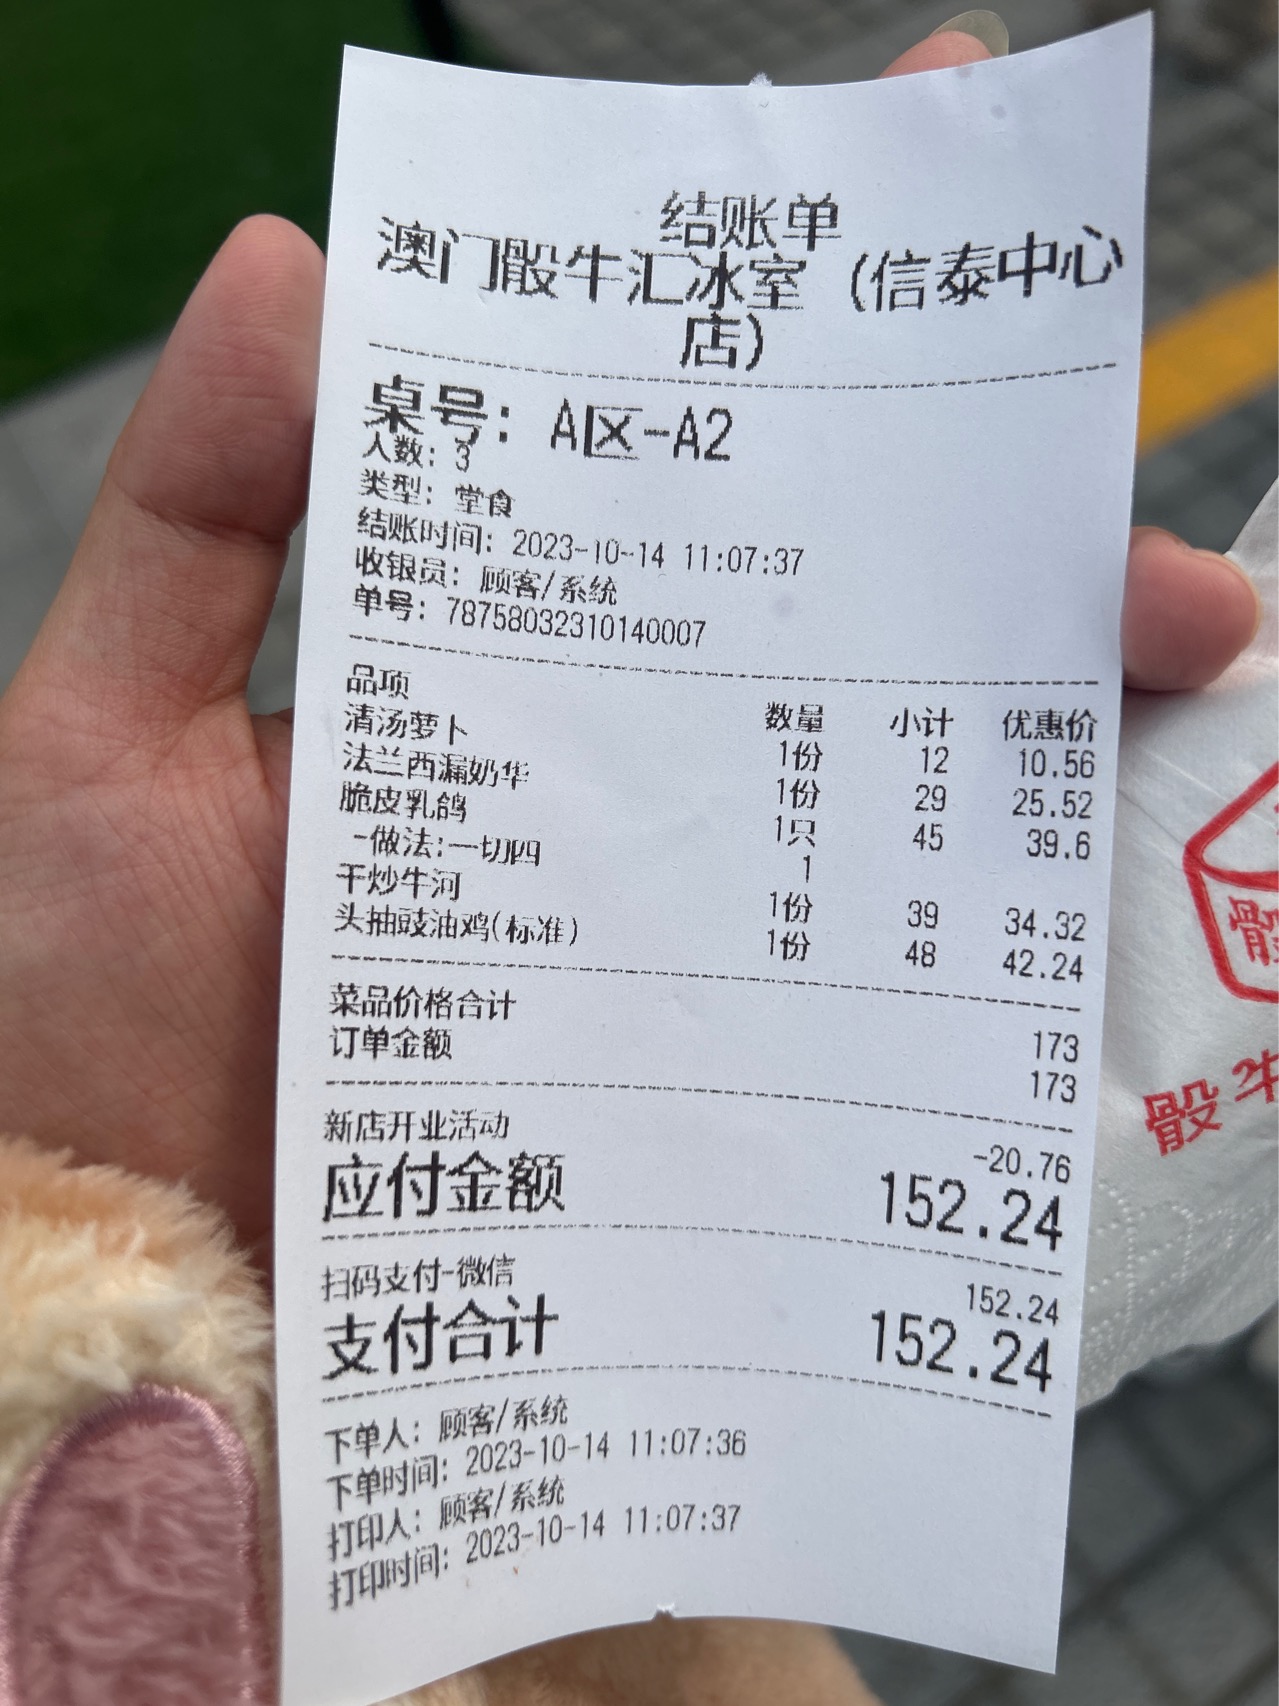 结账单
澳门骰牛汇冰室（信泰中心
店）
桌号：A区-A2
人数：3
类型：堂食
结账时间：2023-10-14 11:07:37
收银员：顾客/系统
单号：78758032310140007
品项 数量 小计 优惠价
清汤萝卜 1份 12 10.56
法兰西漏奶华 1份 29 25.52
脆皮乳鸽 1只 45 39.6
-做法:一切四 1
干炒牛河 1份 39 34.32
头抽豉油鸡(标准) 1份 48 42.24
菜品价格合计 173
订单金额 173
新店开业活动 -20.76
应付金额 152.24
扫码支付-微信 152.24
支付合计 152.24
下单人：顾客/系统
下单时间：2023-10-14 11:07:36
打印人：顾客/系统
打印时间：2023-10-14 11:07:37
骰牛